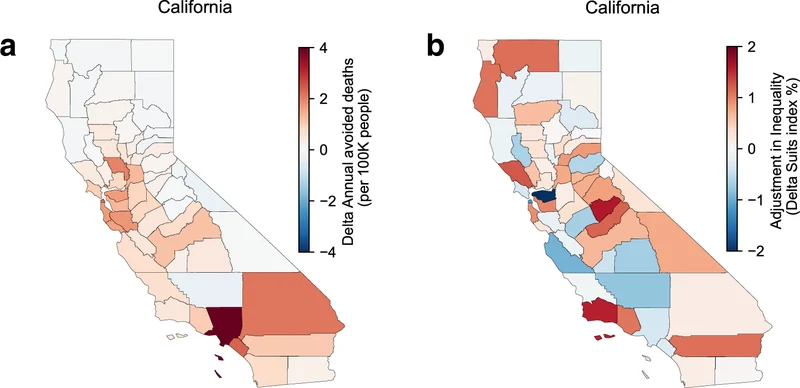 California
a
4
2
0
−2
−4
Delta Annual avoided deaths
(per 100K people)
California
b
2
1
0
−1
−2
Adjustment in Inequality
(Delta Suits index %)